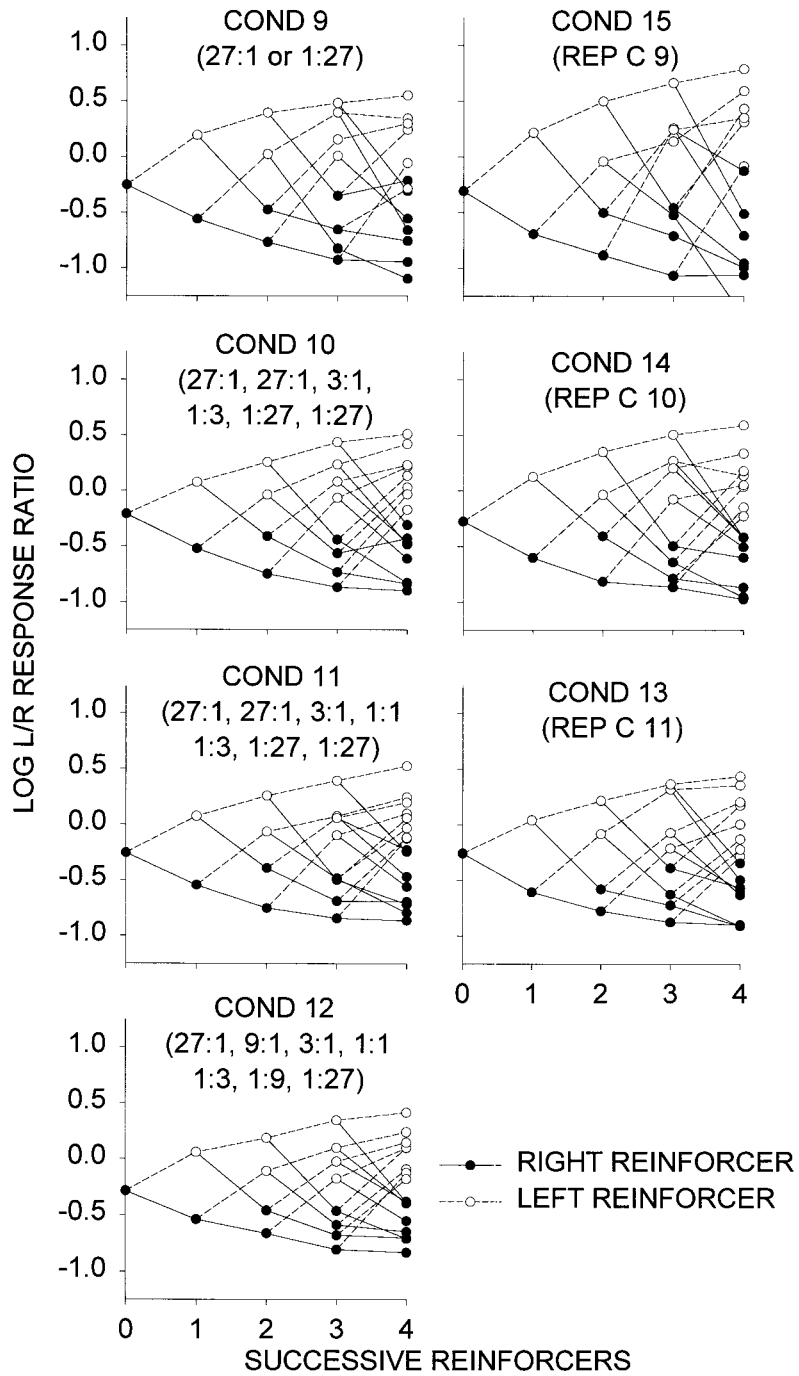 COND 9
(27:1 or 1:27)
1.0
0.5
0.0
-0.5
-1.0
COND 15
(REP C 9)
COND 10
(27:1, 27:1, 3:1,
1:3, 1:27, 1:27)
1.0
0.5
0.0
-0.5
-1.0
COND 14
(REP C 10)
LOG L/R RESPONSE RATIO
COND 11
(27:1, 27:1, 3:1, 1:1
1:3, 1:27, 1:27)
1.0
0.5
0.0
-0.5
-1.0
COND 13
(REP C 11)
0 1 2 3 4
COND 12
(27:1, 9:1, 3:1, 1:1
1:3, 1:9, 1:27)
1.0
0.5
0.0
-0.5
-1.0
0 1 2 3 4
RIGHT REINFORCER
LEFT REINFORCER
SUCCESSIVE REINFORCERS